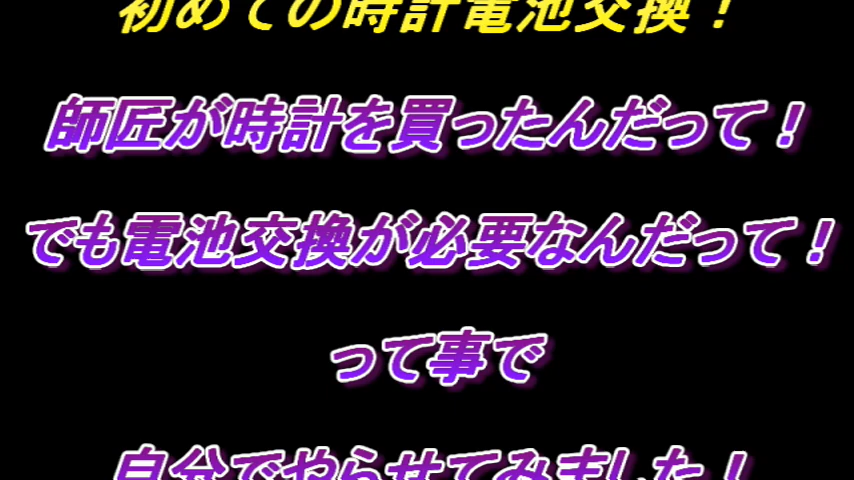 初めての時計電池交換！
師匠が時計を買ったんだって！
でも電池交換が必要なんだって！
って事で
自分でやらせてみました！